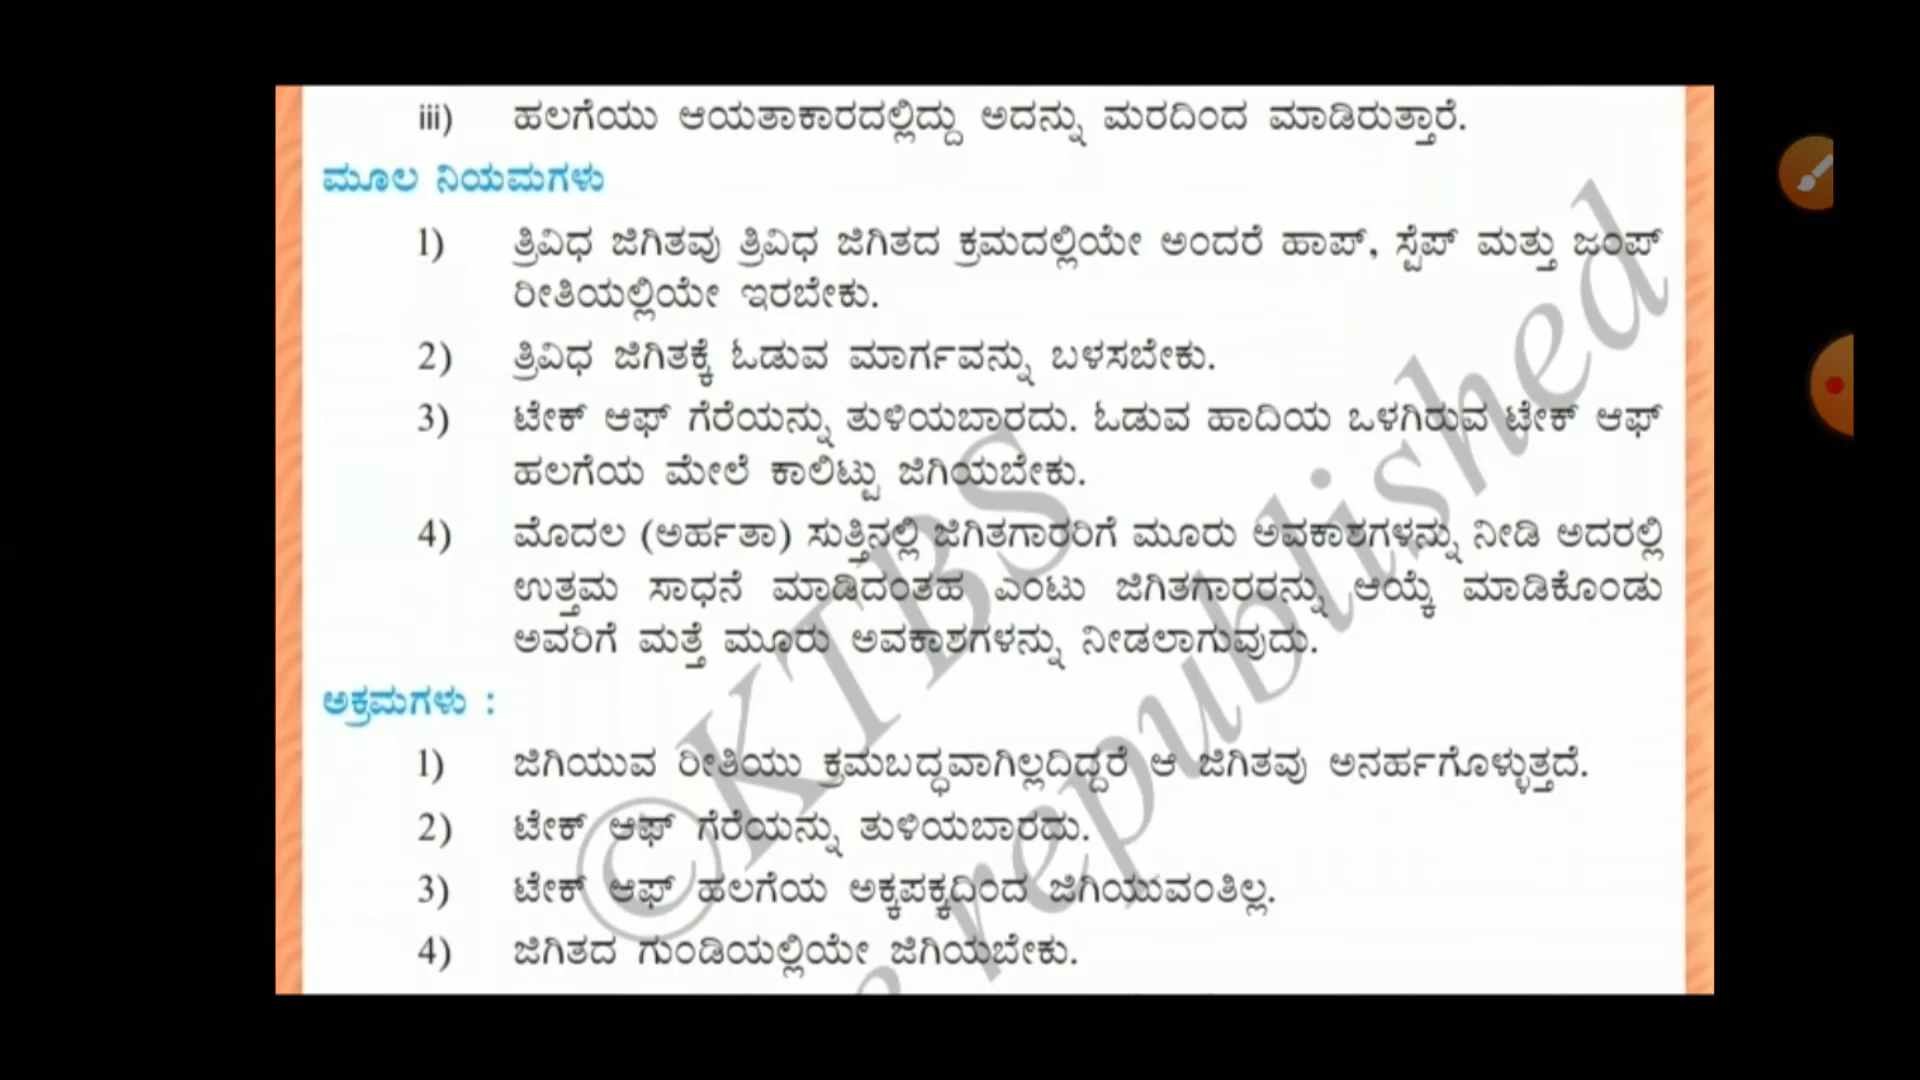 iii) ಹಲಗೆಯು ಆಯತಾಕಾರದಲ್ಲಿದ್ದು ಅದನ್ನು ಮರದಿಂದ ಮಾಡಿರುತ್ತಾರೆ.
ಮೂಲ ನಿಯಮಗಳು
1) ತ್ರಿವಿಧ ಜಿಗಿತವು ತ್ರಿವಿಧ ಜಿಗಿತದ ಕ್ರಮದಲ್ಲಿಯೇ ಅಂದರೆ ಹಾಪ್, ಸ್ಟೆಪ್ ಮತ್ತು ಜಂಪ್
ರೀತಿಯಲ್ಲಿಯೇ ಇರಬೇಕು.
2) ತ್ರಿವಿಧ ಜಿಗಿತಕ್ಕೆ ಓಡುವ ಮಾರ್ಗವನ್ನು ಬಳಸಬೇಕು.
3) ಟೇಕ್ ಆಫ್ ಗೆರೆಯನ್ನು ತುಳಿಯಬಾರದು. ಓಡುವ ಹಾದಿಯ ಒಳಗಿರುವ ಟೇಕ್ ಆಫ್
ಹಲಗೆಯ ಮೇಲೆ ಕಾಲಿಟ್ಟು ಜಿಗಿಯಬೇಕು.
4) ಮೊದಲ (ಅರ್ಹತಾ) ಸುತ್ತಿನಲ್ಲಿ ಜಿಗಿತಗಾರರಿಗೆ ಮೂರು ಅವಕಾಶಗಳನ್ನು ನೀಡಿ ಅದರಲ್ಲಿ
ಉತ್ತಮ ಸಾಧನೆ ಮಾಡಿದಂತಹ ಎಂಟು ಜಿಗಿತಗಾರರನ್ನು ಆಯ್ಕೆ ಮಾಡಿಕೊಂಡು
ಅವರಿಗೆ ಮತ್ತೆ ಮೂರು ಅವಕಾಶಗಳನ್ನು ನೀಡಲಾಗುವುದು.
ಅಕ್ರಮಗಳು :
1) ಜಿಗಿಯುವ ರೀತಿಯು ಕ್ರಮಬದ್ಧವಾಗಿಲ್ಲದಿದ್ದರೆ ಆ ಜಿಗಿತವು ಅನರ್ಹಗೊಳ್ಳುತ್ತದೆ.
2) ಟೇಕ್ ಆಫ್ ಗೆರೆಯನ್ನು ತುಳಿಯಬಾರದು.
3) ಟೇಕ್ ಆಫ್ ಹಲಗೆಯ ಅಕ್ಕಪಕ್ಕದಿಂದ ಜಿಗಿಯುವಂತಿಲ್ಲ.
4) ಜಿಗಿತದ ಗುಂಡಿಯಲ್ಲಿಯೇ ಜಿಗಿಯಬೇಕು.
©KTBS
republished